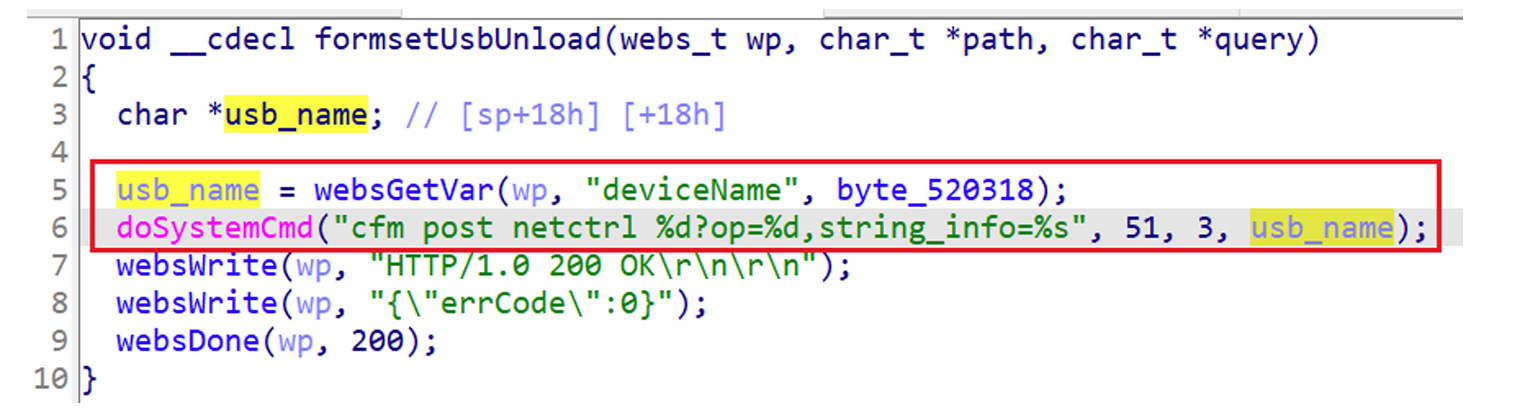 1 void __cdecl formsetUsbUnload(webs_t wp, char_t *path, char_t *query)
2 {
3 char *usb_name; // [sp+18h] [+18h]
4
5 usb_name = websGetVar(wp, "deviceName", byte_520318);
6 doSystemCmd("cfm post netctrl %d?op=%d,string_info=%s", 51, 3, usb_name);
7 websWrite(wp, "HTTP/1.0 200 OK\r\n\r\n");
8 websWrite(wp, "{\"errCode\":0}");
9 websDone(wp, 200);
10 }